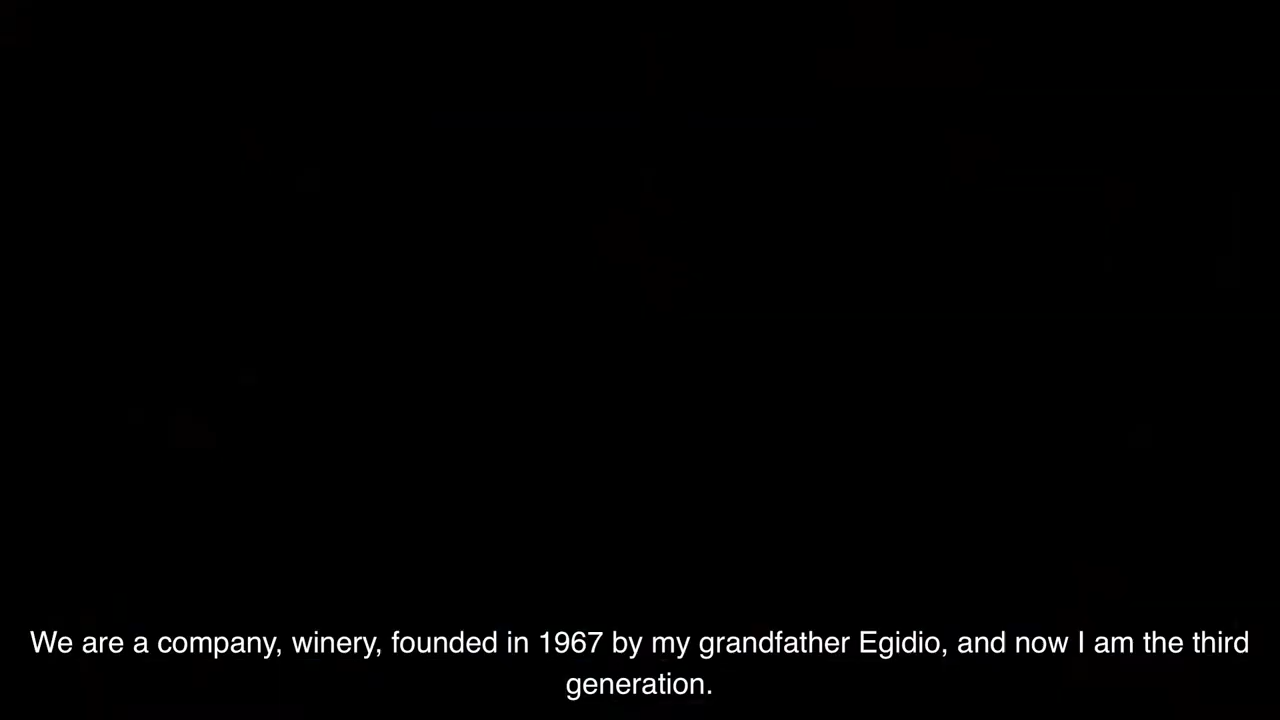 We are a company, winery, founded in 1967 by my grandfather Egidio, and now I am the third
generation.